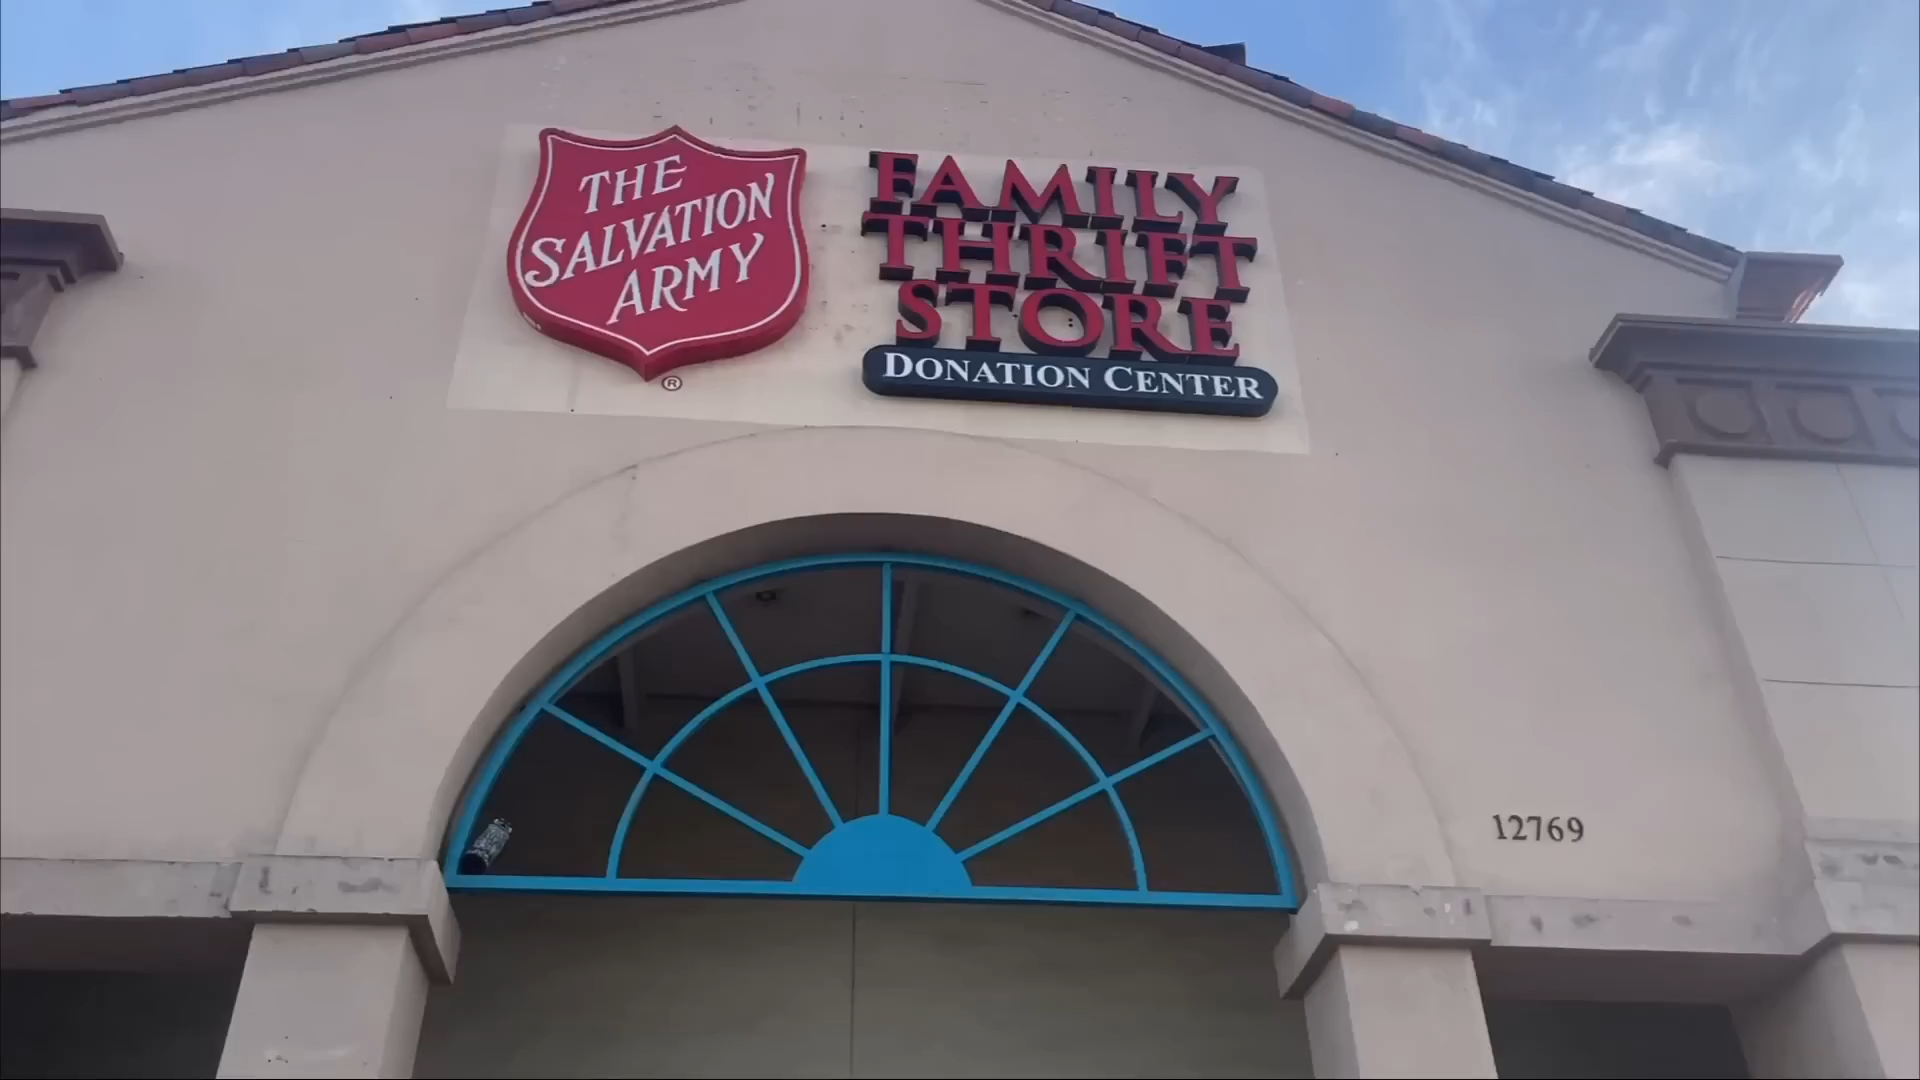 THE
SALVATION
ARMY
®
FAMILY
THRIFT
STORE
DONATION CENTER
12769